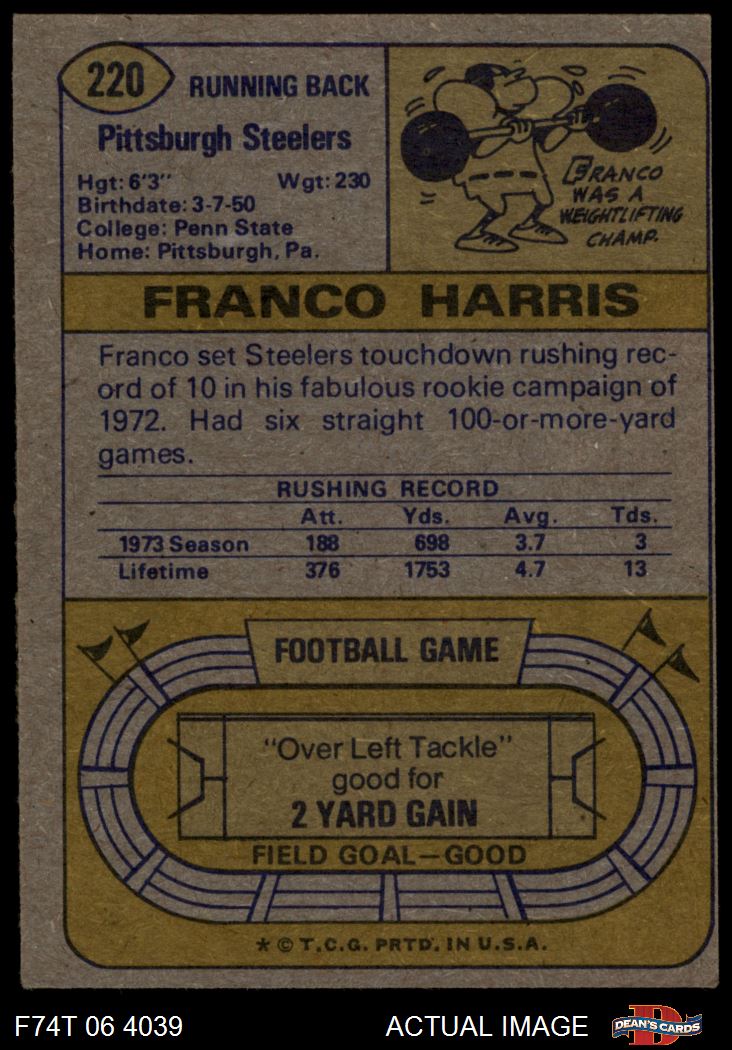 220
RUNNING BACK
Pittsburgh Steelers
Hgt: 6'3" Wgt: 230
Birthdate: 3-7-50
College: Penn State
Home: Pittsburgh, Pa.
FRANCO
WAS A
WEIGHTLIFTING
CHAMP.
FRANCO HARRIS
Franco set Steelers touchdown rushing rec-
ord of 10 in his fabulous rookie campaign of
1972. Had six straight 100-or-more-yard
games.
RUSHING RECORD
Att. Yds. Avg. Tds.
1973 Season 188 698 3.7 3
Lifetime 376 1753 4.7 13
FOOTBALL GAME
"Over Left Tackle"
good for
2 YARD GAIN
FIELD GOAL—GOOD
* © T.C.G. PRTD. IN U.S.A.
F74T 06 4039 ACTUAL IMAGE
D
DEAN'S CARDS